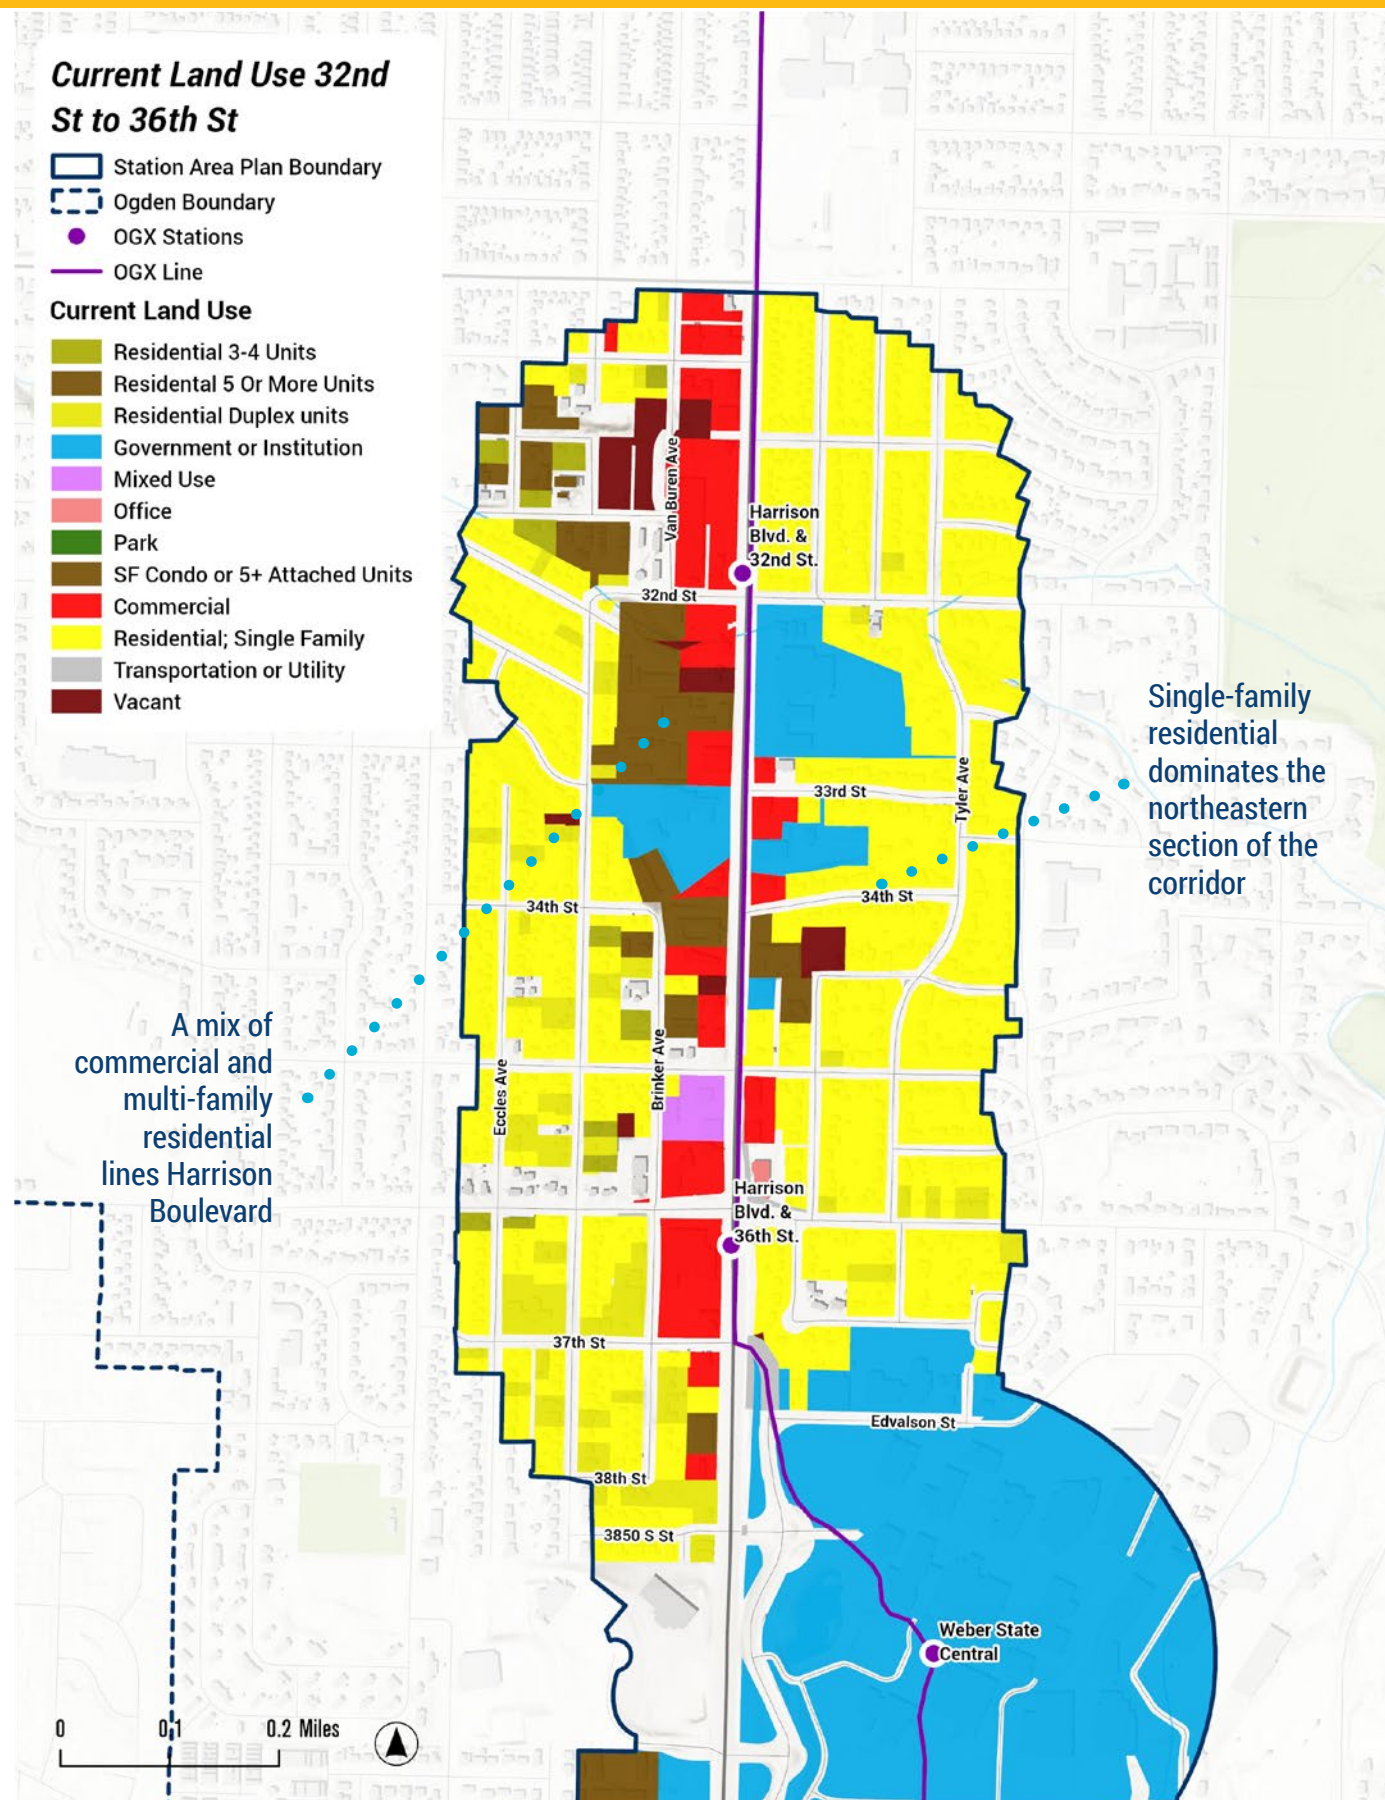 Current Land Use 32nd
St to 36th St
Station Area Plan Boundary
Ogden Boundary
OGX Stations
OGX Line
Current Land Use
Residential 3-4 Units
Residental 5 Or More Units
Residential Duplex units
Government or Institution
Mixed Use
Office
Park
SF Condo or 5+ Attached Units
Commercial
Residential; Single Family
Transportation or Utility
Vacant
Van Buren Ave
Harrison
Blvd. &
32nd St.
32nd St
33rd St
Tyler Ave
34th St
34th St
Single-family
residential
dominates the
northeastern
section of the
corridor
A mix of
commercial and
multi-family
residential
lines Harrison
Boulevard
Eccles Ave
Brinker Ave
Harrison
Blvd. &
36th St.
37th St
Edvalson St
38th St
3850 S St
Weber State
Central
0 0.1 0.2 Miles